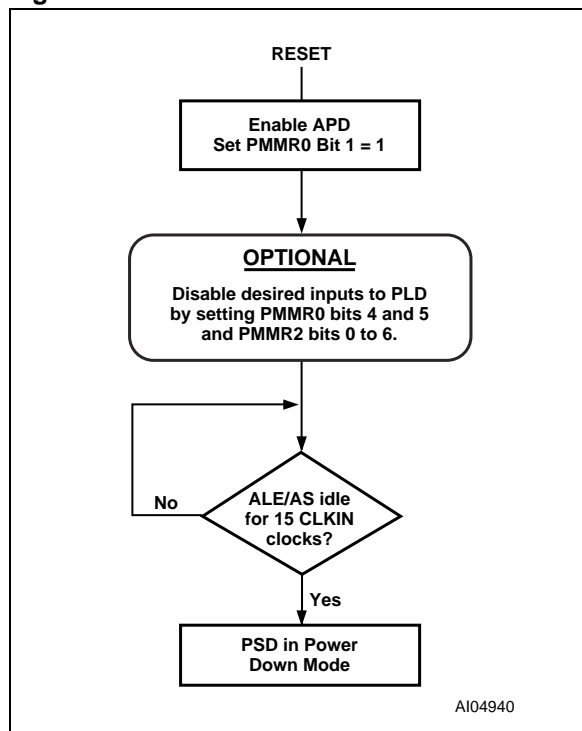 RESET
Enable APD
Set PMMR0 Bit 1 = 1
OPTIONAL
Disable desired inputs to PLD
by setting PMMR0 bits 4 and 5
and PMMR2 bits 0 to 6.
No
ALE/AS idle
for 15 CLKIN
clocks?
Yes
PSD in Power
Down Mode
AI04940